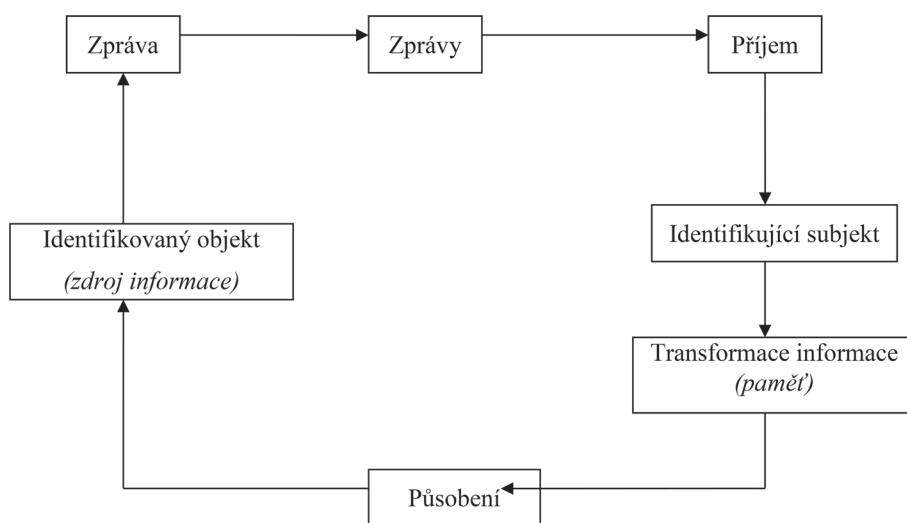 Zpráva
Zprávy
Příjem
Identifikovaný objekt
(zdroj informace)
Identifikující subjekt
Transformace informace
(paměť)
Působení